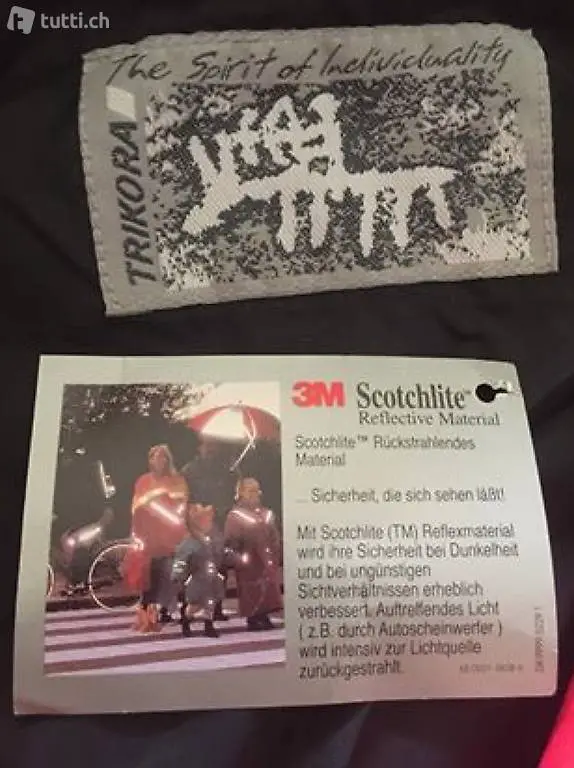 tutti.ch
The Spirit of Individuality
TRIKORA
3M Scotchlite™
Reflective Material
Scotchlite™ Rückstrahlendes
Material
... Sicherheit, die sich sehen läßt!
Mit Scotchlite (TM) Reflexmaterial
wird ihre Sicherheit bei Dunkelheit
und bei ungünstigen
Sichtverhältnissen erheblich
verbessert. Auftreffendes Licht
( z.B. durch Autoscheinwerfer )
wird intensiv zur Lichtquelle
zurückgestrahlt.